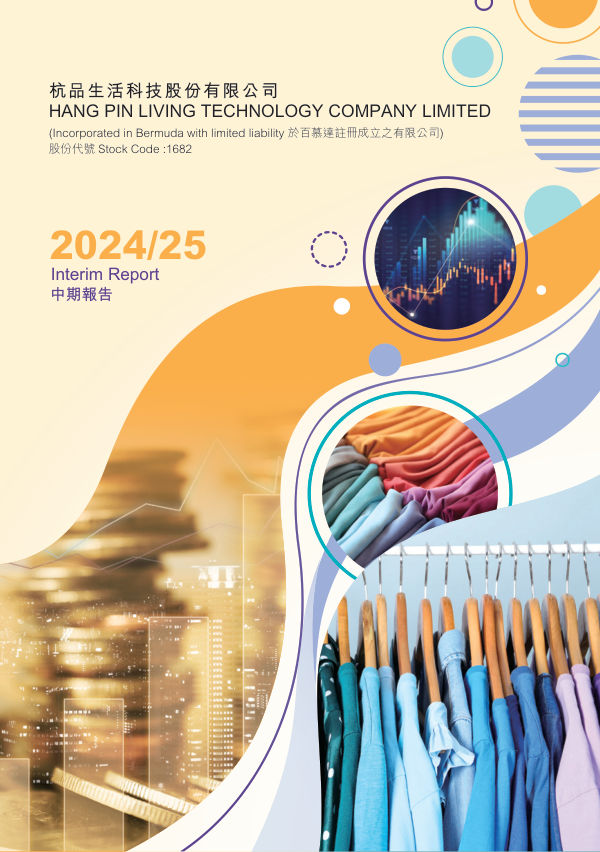 杭品生活科技股份有限公司
HANG PIN LIVING TECHNOLOGY COMPANY LIMITED
(Incorporated in Bermuda with limited liability 於百慕達註冊成立之有限公司)
股份代號 Stock Code :1682
2024/25
Interim Report
中期報告